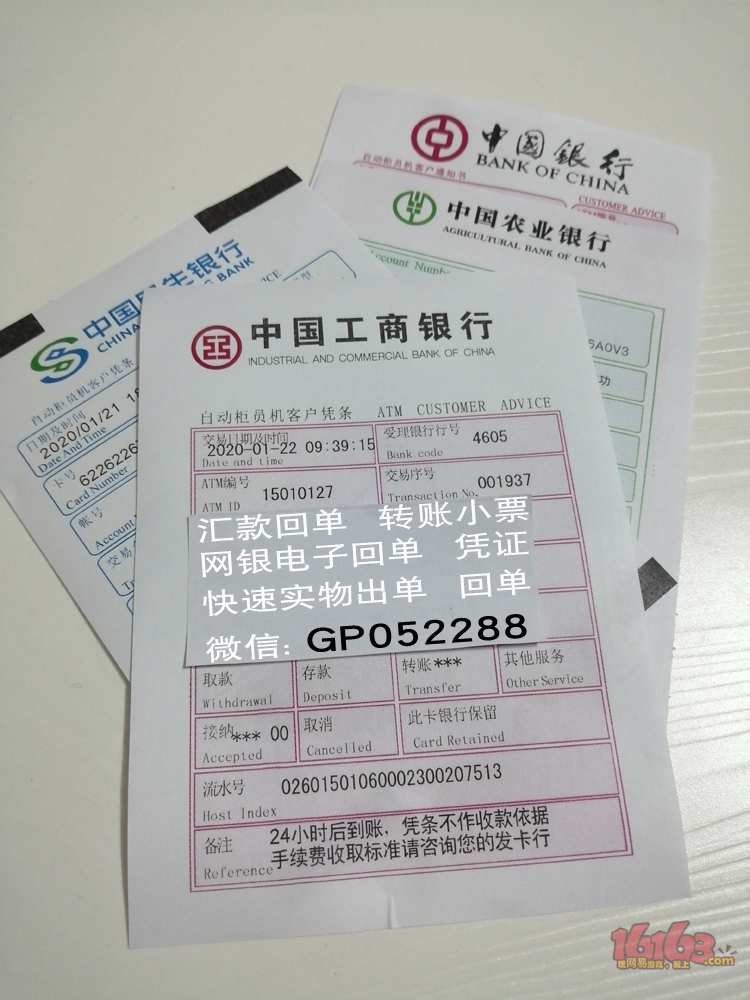 中国银行
BANK OF CHINA
自动柜员机客户通知书
CUSTOMER ADVICE
中国农业银行
AGRICULTURAL BANK OF CHINA
Account
6A0V3
功
中国
生银行
CHINA
BANK
自动柜员机客户凭条
日期及时间
2020/01/21
Date And Time
卡号
Card Number
帐号
Account
交易
中国工商银行
INDUSTRIAL AND COMMERCIAL BANK OF CHINA
自动柜员机客户凭条 ATM CUSTOMER ADVICE
交易日期及时间 受理银行行号
2020-01-22 09:39:15 4605
Date and time Bank code
ATM编号 交易序号
15010127 001937
ATM ID Transaction No.
汇款回单 转账小票
网银电子回单 凭证
快速实物出单 回单
微信: GP052288
取款 存款 转账*** 其他服务
Withdrawal Deposit Transfer Other Service
接纳*** 00 取消 此卡银行保留
Accepted Cancelled Card Retained
流水号 02601501060002300207513
Host Index
备注 24小时后到账，凭条不作收款依据
Reference 手续费收取标准请咨询您的发卡行
16163.com